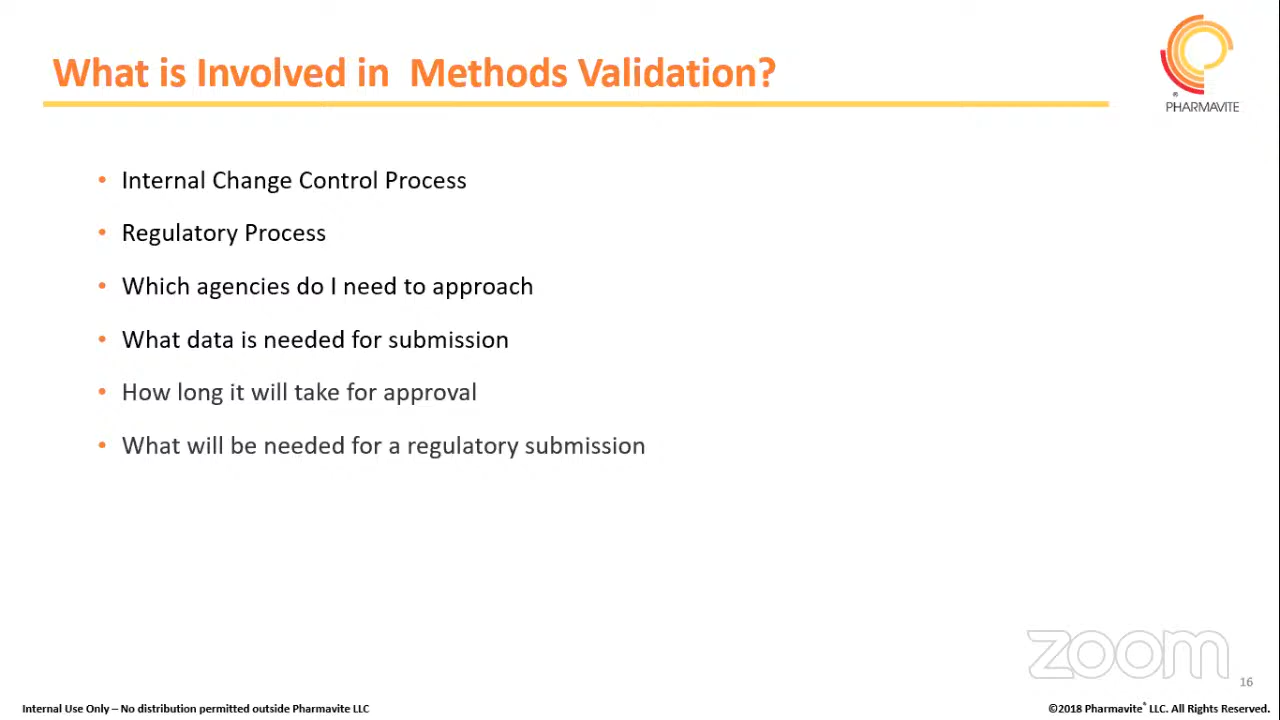 What is Involved in  Methods Validation?
® PHARMAVITE
• Internal Change Control Process
• Regulatory Process
• Which agencies do I need to approach
• What data is needed for submission
• How long it will take for approval
• What will be needed for a regulatory submission
zoom
16
Internal Use Only – No distribution permitted outside Pharmavite LLC
©2018 Pharmavite® LLC. All Rights Reserved.